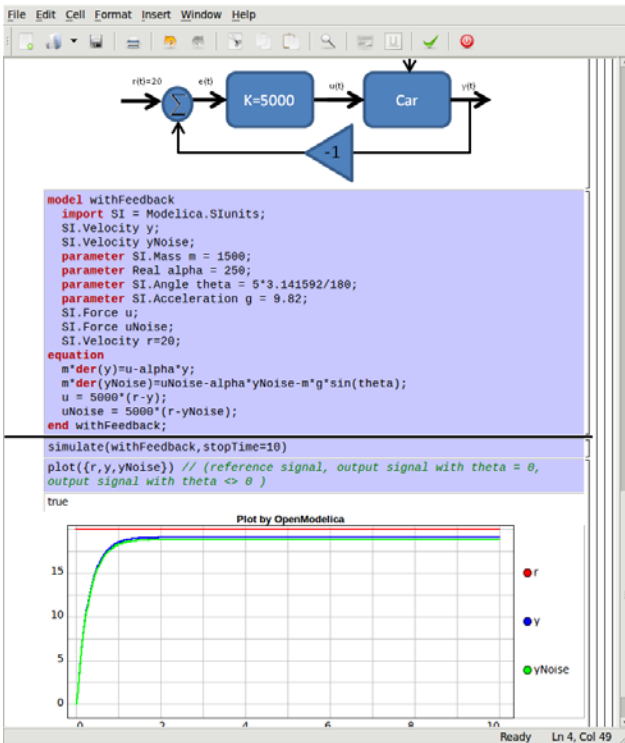 File Edit Cell Format Insert Window Help
r(t)=20 e(t) u(t) y(t)
Σ K=5000 Car
-1
model withFeedback
import SI = Modelica.SIunits;
SI.Velocity y;
SI.Velocity yNoise;
parameter SI.Mass m = 1500;
parameter Real alpha = 250;
parameter SI.Angle theta = 5*3.141592/180;
parameter SI.Acceleration g = 9.82;
SI.Force u;
SI.Force uNoise;
SI.Velocity r=20;
equation
m*der(y)=u-alpha*y;
m*der(yNoise)=uNoise-alpha*yNoise-m*g*sin(theta);
u = 5000*(r-y);
uNoise = 5000*(r-yNoise);
end withFeedback;
simulate(withFeedback,stopTime=10)
plot({r,y,yNoise}) // (reference signal, output signal with theta = 0,
output signal with theta <> 0 )
true
Plot by OpenModelica
15
10
5
0
r
y
yNoise
0 2 4 6 8 10
Ready Ln 4, Col 49